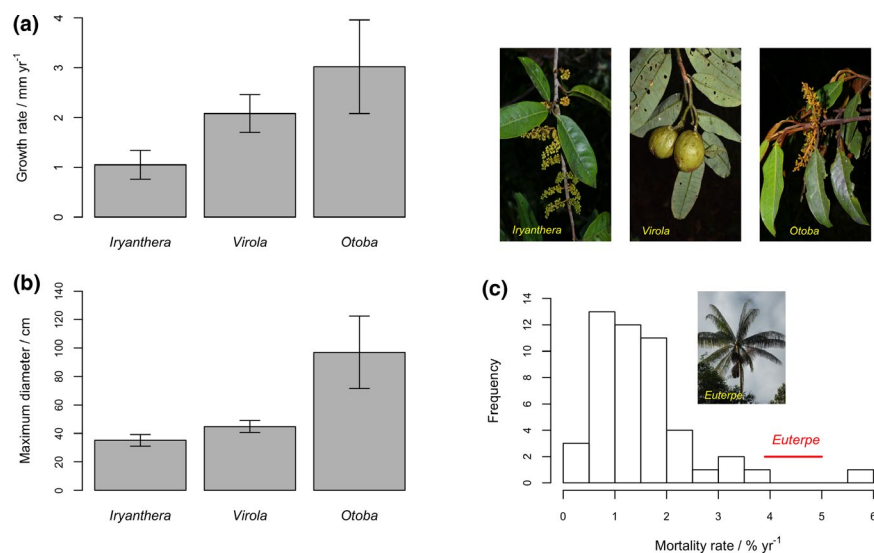 (a)
Growth rate / mm yr⁻¹
4
3
2
1
0
Iryanthera Virola Otoba
Iryanthera
Virola
Otoba
(b)
Maximum diameter / cm
140
120
100
80
60
40
20
0
Iryanthera Virola Otoba
(c)
Frequency
14
12
10
8
6
4
2
0
Euterpe
Euterpe
0 1 2 3 4 5 6
Mortality rate / % yr⁻¹